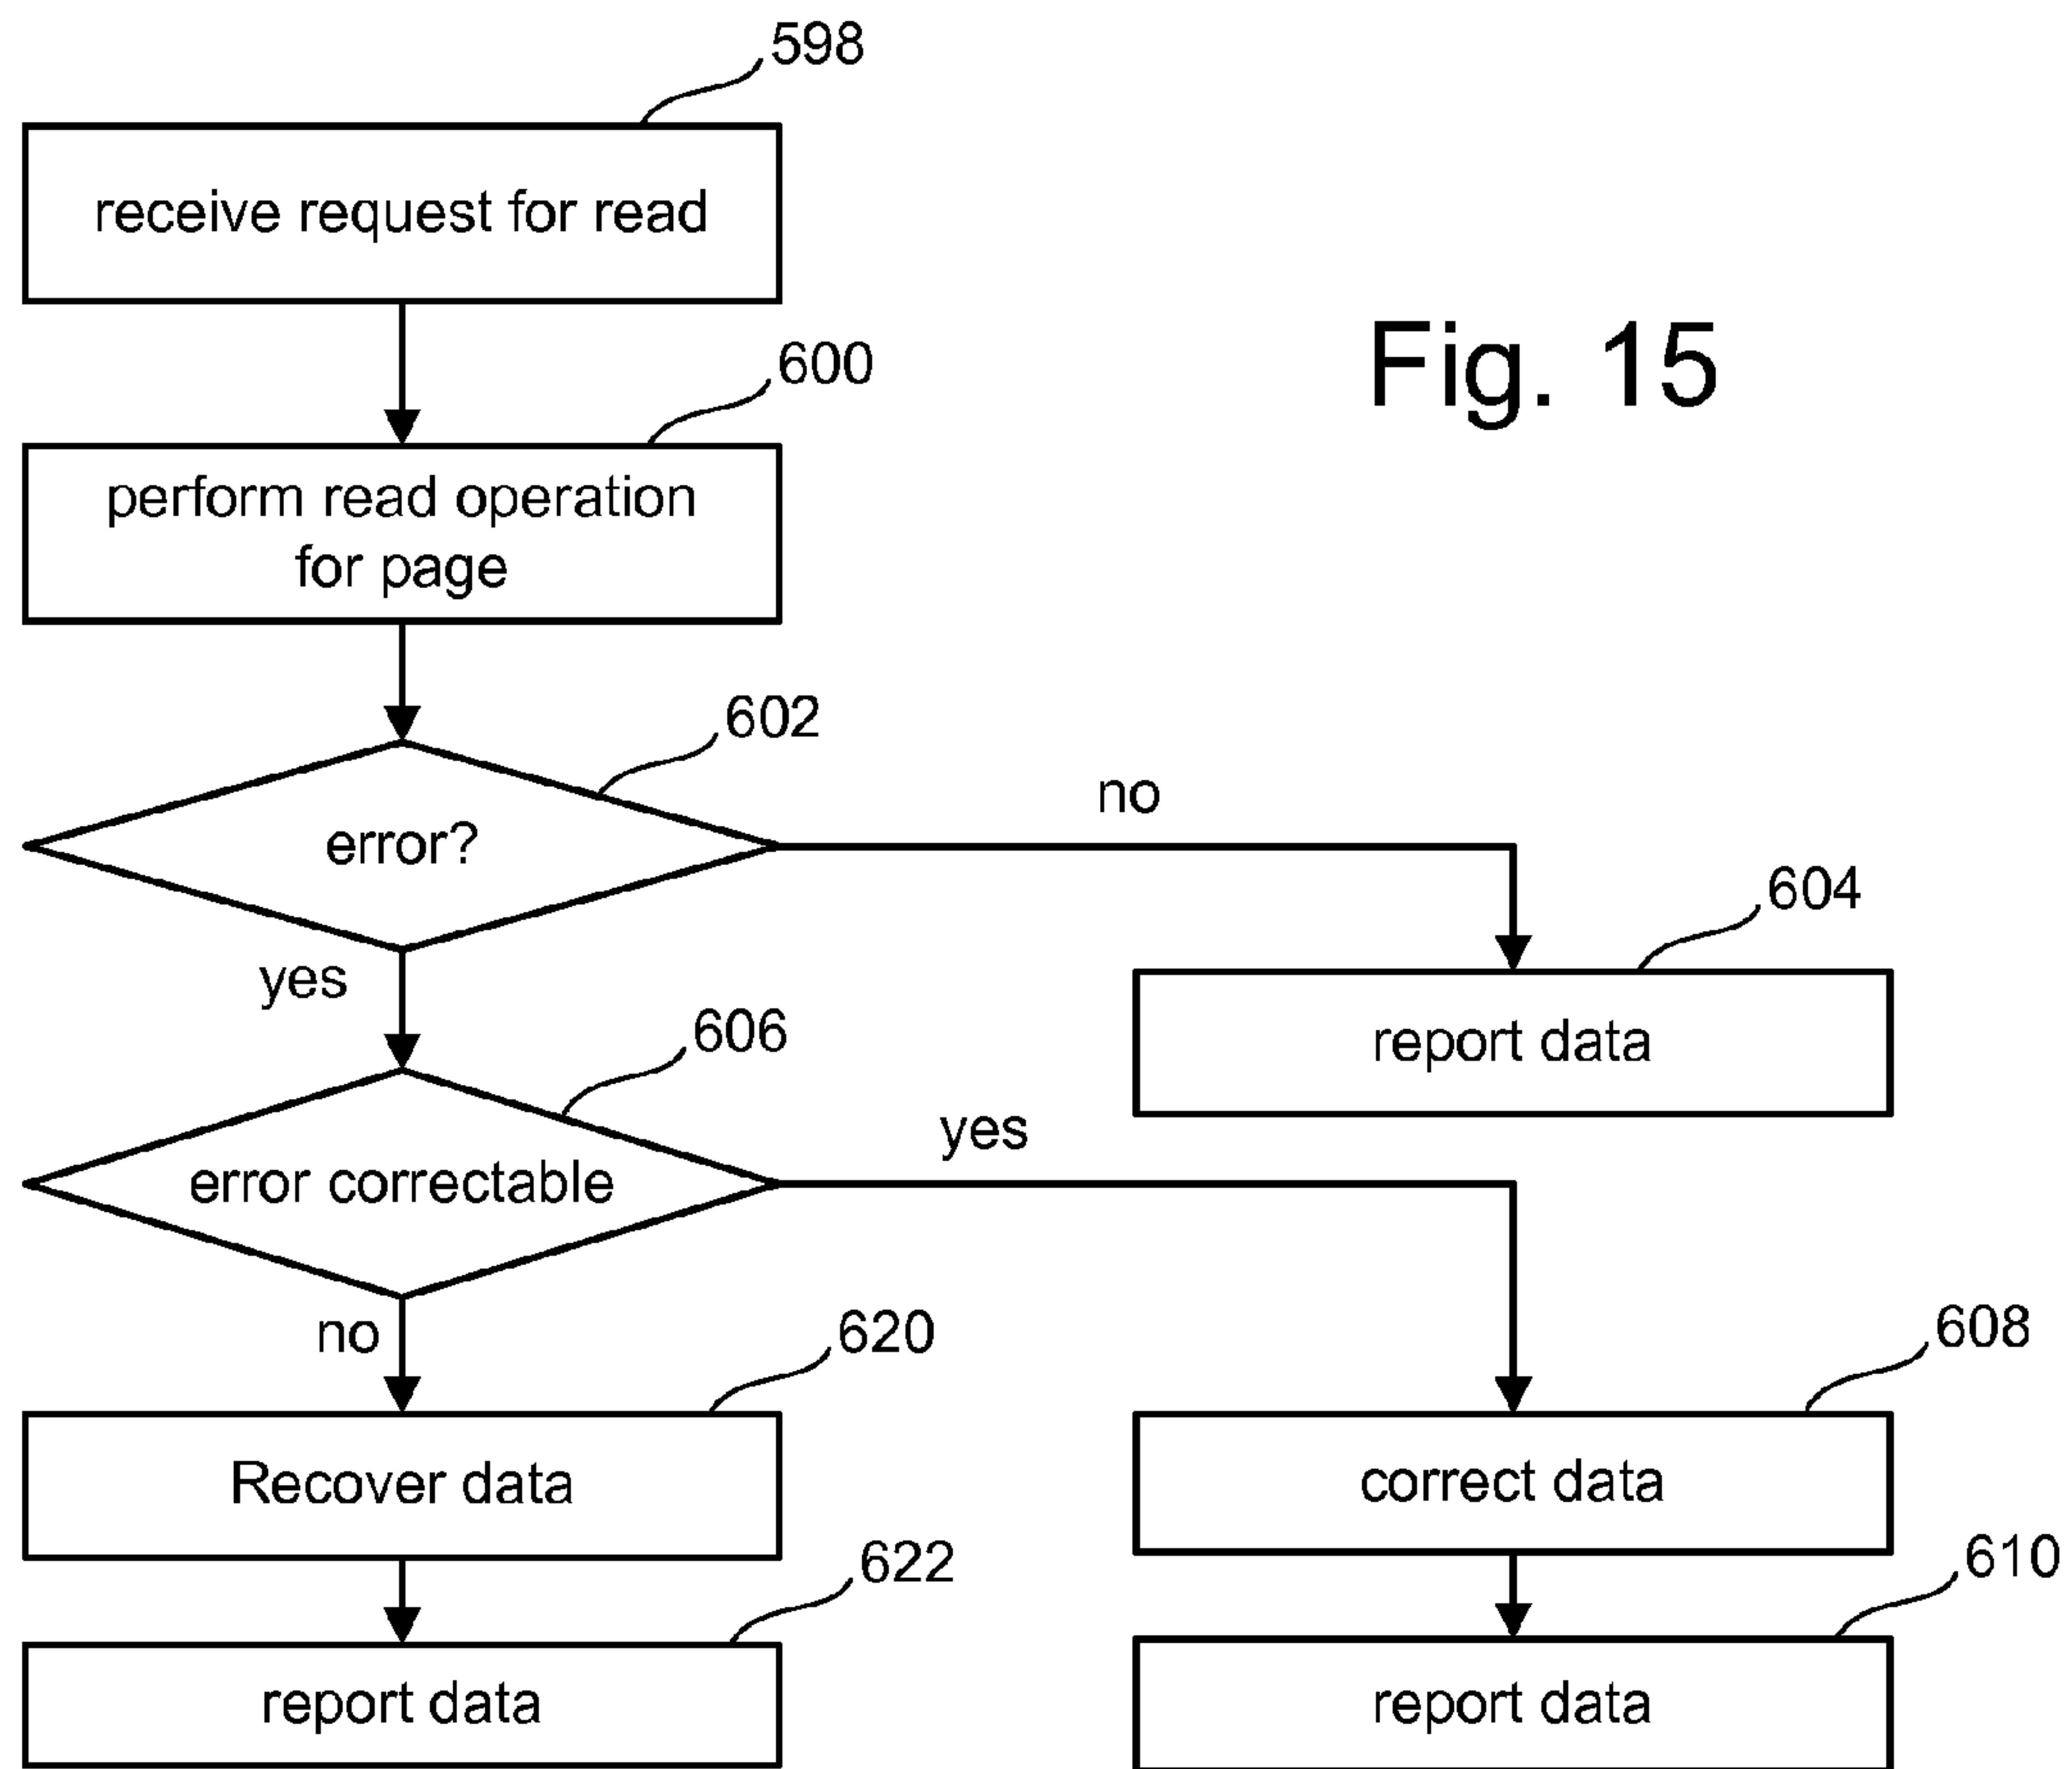 598
receive request for read
Fig. 15
600
perform read operation
for page
602
error?
no
604
report data
yes
606
error correctable
yes
no
620
Recover data
608
correct data
622
report data
610
report data